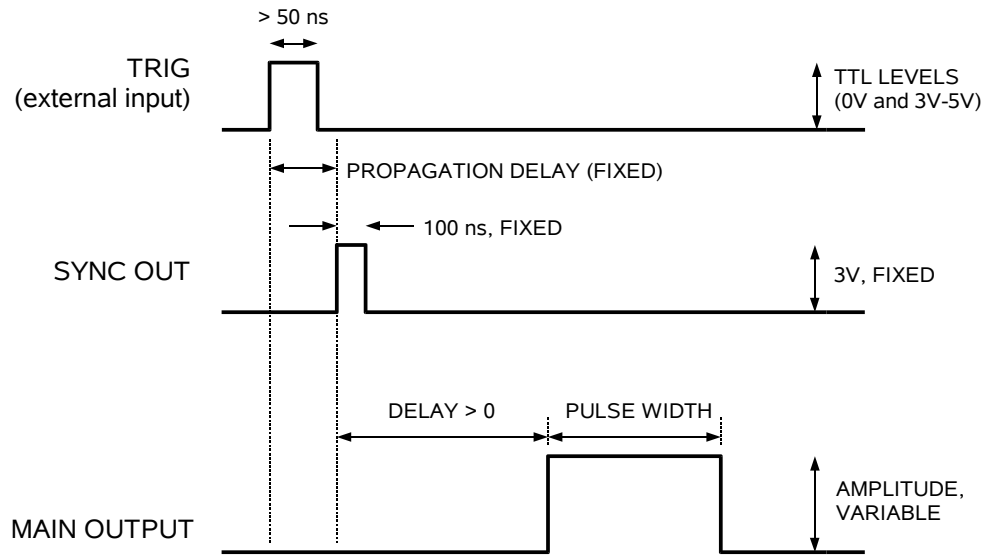 > 50 ns
TRIG
(external input)
TTL LEVELS
(0V and 3V-5V)
PROPAGATION DELAY (FIXED)
100 ns, FIXED
SYNC OUT
3V, FIXED
DELAY > 0
PULSE WIDTH
AMPLITUDE,
VARIABLE
MAIN OUTPUT